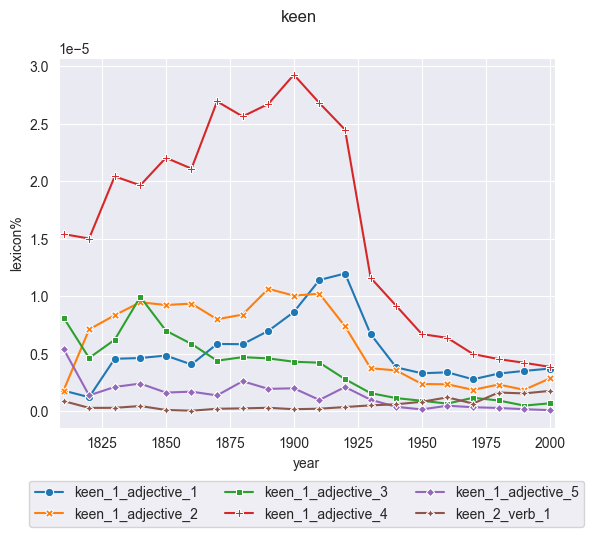 keen
1e−5
3.0
2.5
2.0
1.5
1.0
0.5
0.0
lexicon%
1825 1850 1875 1900 1925 1950 1975 2000
year
keen_1_adjective_1 keen_1_adjective_3 keen_1_adjective_5
keen_1_adjective_2 keen_1_adjective_4 keen_2_verb_1